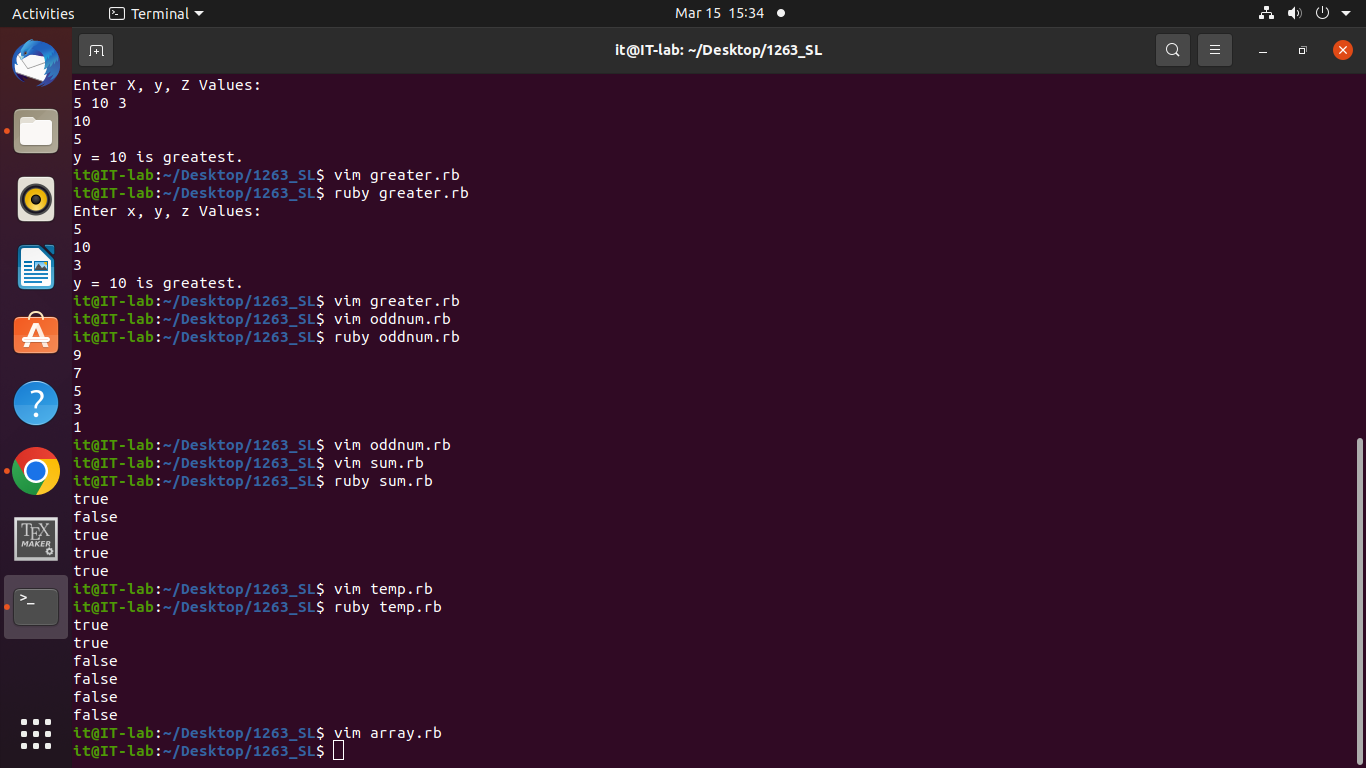 Activities Terminal Mar 15 15:34
it@IT-lab: ~/Desktop/1263_SL
Enter X, y, Z Values:
5 10 3
10
5
y = 10 is greatest.
it@IT-lab:~/Desktop/1263_SL$ vim greater.rb
it@IT-lab:~/Desktop/1263_SL$ ruby greater.rb
Enter x, y, z Values:
5
10
3
y = 10 is greatest.
it@IT-lab:~/Desktop/1263_SL$ vim greater.rb
it@IT-lab:~/Desktop/1263_SL$ vim oddnum.rb
it@IT-lab:~/Desktop/1263_SL$ ruby oddnum.rb
9
7
5
3
1
it@IT-lab:~/Desktop/1263_SL$ vim oddnum.rb
it@IT-lab:~/Desktop/1263_SL$ vim sum.rb
it@IT-lab:~/Desktop/1263_SL$ ruby sum.rb
true
false
true
true
true
it@IT-lab:~/Desktop/1263_SL$ vim temp.rb
it@IT-lab:~/Desktop/1263_SL$ ruby temp.rb
true
true
false
false
false
false
it@IT-lab:~/Desktop/1263_SL$ vim array.rb
it@IT-lab:~/Desktop/1263_SL$
?
TEX
MAKER
>_